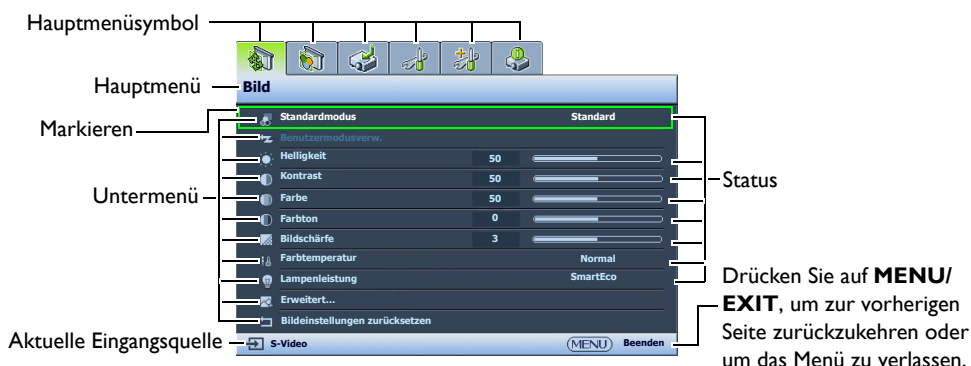 Hauptmenüsymbol
Hauptmenü
Bild
Markieren
Standardmodus Standard
Benutzermodusverw.
Helligkeit 50
Kontrast 50
Untermenü
Farbe 50
Status
Farbton 0
Bildschärfe 3
Farbtemperatur Normal
Lampenleistung SmartEco
Erweitert...
Bildeinstellungen zurücksetzen
Aktuelle Eingangsquelle
S-Video MENU Beenden
Drücken Sie auf MENU/
EXIT, um zur vorherigen
Seite zurückzukehren oder
um das Menü zu verlassen.